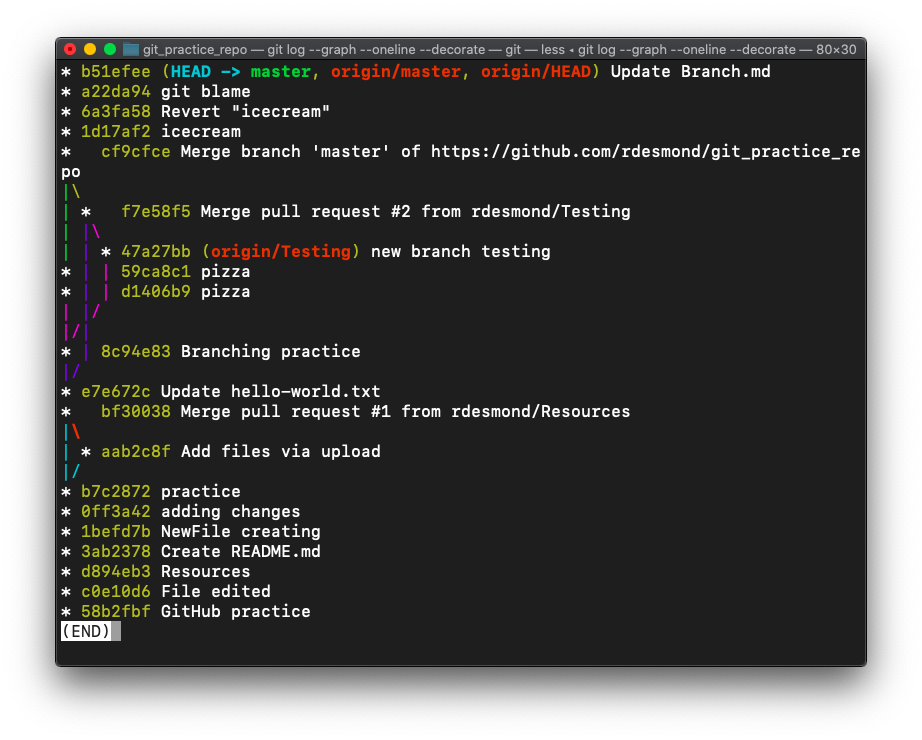 git_practice_repo — git log --graph --oneline --decorate — git — less ◂ git log --graph --oneline --decorate — 80×30
* b51efee (HEAD -> master, origin/master, origin/HEAD) Update Branch.md
* a22da94 git blame
* 6a3fa58 Revert "icecream"
* 1d17af2 icecream
*   cf9cfce Merge branch 'master' of https://github.com/rdesmond/git_practice_re
po
|\
| *   f7e58f5 Merge pull request #2 from rdesmond/Testing
| |\
| | * 47a27bb (origin/Testing) new branch testing
* | | 59ca8c1 pizza
* | | d1406b9 pizza
| |/
|/|
* | 8c94e83 Branching practice
|/
* e7e672c Update hello-world.txt
*   bf30038 Merge pull request #1 from rdesmond/Resources
|\
| * aab2c8f Add files via upload
|/
* b7c2872 practice
* 0ff3a42 adding changes
* 1befd7b NewFile creating
* 3ab2378 Create README.md
* d894eb3 Resources
* c0e10d6 File edited
* 58b2fbf GitHub practice
(END)